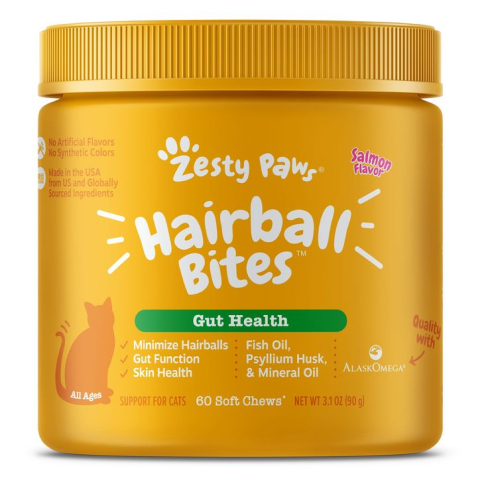 No Artificial Flavors
No Synthetic Colors
Made in the USA
from US and Globally
Sourced Ingredients
Zesty Paws®
Salmon
Flavor
Hairball
Bites™
Gut Health
✓ Minimize Hairballs
✓ Gut Function
✓ Skin Health
Fish Oil,
Psyllium Husk,
& Mineral Oil
Quality
with
AlaskOmega®
All Ages
SUPPORT FOR CATS 60 Soft Chews* NET WT 3.1 OZ (90 g)